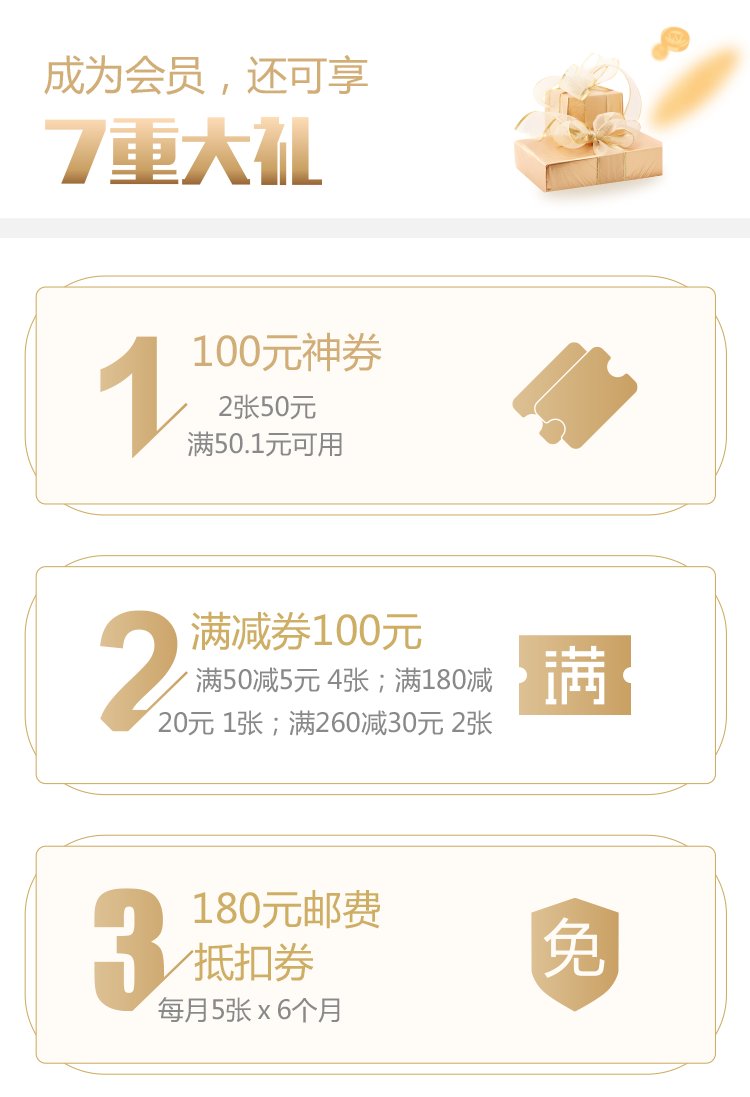 成为会员，还可享
7重大礼
1
100元神券
2张50元
满50.1元可用
2
满减券100元
满50减5元 4张；满180减
20元 1张；满260减30元 2张
满
3
180元邮费
抵扣券
每月5张 x 6个月
免